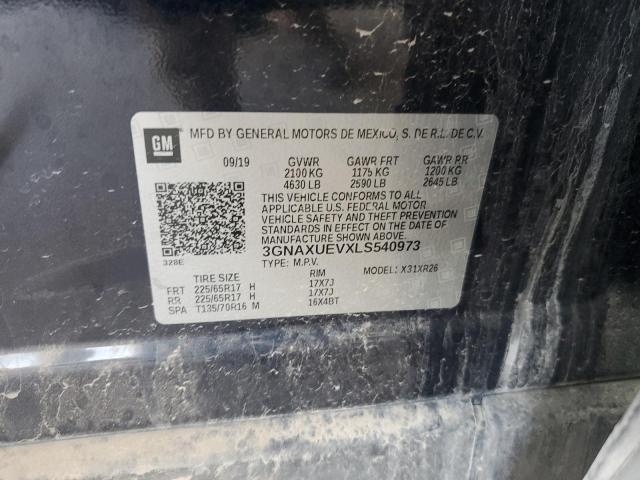 GM
MFD BY GENERAL MOTORS DE MEXICO, S. DE R.L. DE C.V.
09/19 GVWR GAWR FRT GAWR RR
2100 KG 1175 KG 1200 KG
4630 LB 2590 LB 2645 LB
THIS VEHICLE CONFORMS TO ALL
APPLICABLE U.S. FEDERAL MOTOR
VEHICLE SAFETY AND THEFT PREVENTION
STANDARDS IN EFFECT ON THE DATE OF
MANUFACTURE SHOWN ABOVE.
3GNAXUEVXLS540973
328E
TYPE: M.P.V. MODEL: X31XR26
TIRE SIZE RIM
FRT 225/65R17 H 17X7J
RR 225/65R17 H 17X7J
SPA T135/70R16 M 16X4BT